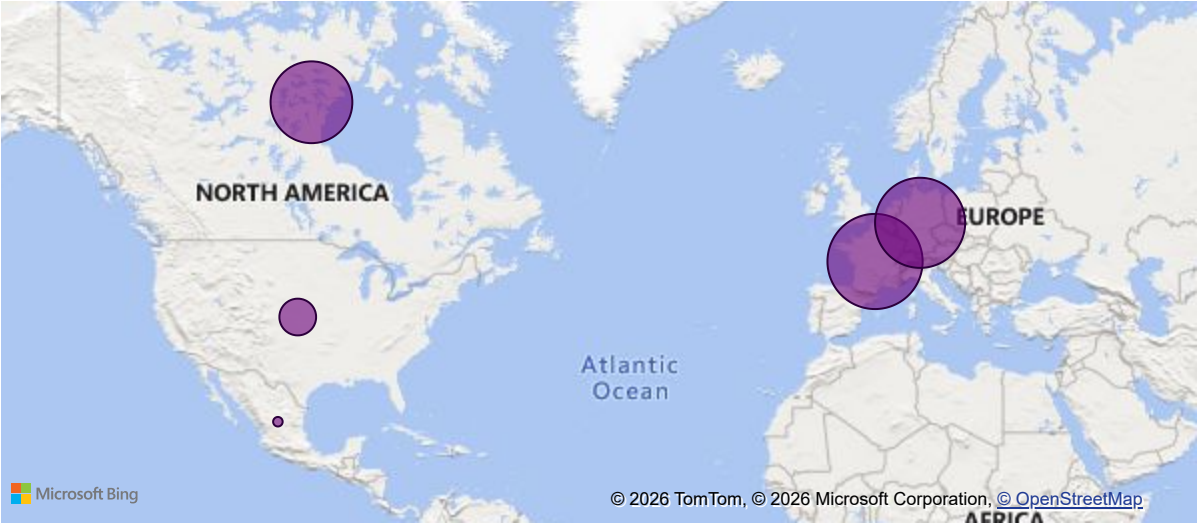 NORTH AMERICA
EUROPE
Atlantic
Ocean
Microsoft Bing
© 2026 TomTom, © 2026 Microsoft Corporation, © OpenStreetMap
AFRICA